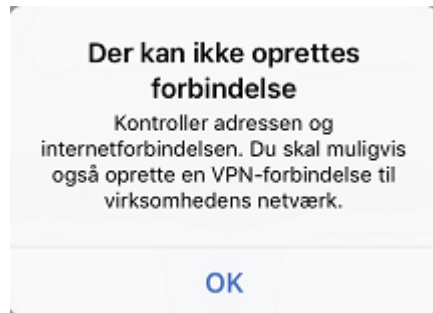 Der kan ikke oprettes
forbindelse
Kontroller adressen og
internetforbindelsen. Du skal muligvis
også oprette en VPN-forbindelse til
virksomhedens netværk.
OK